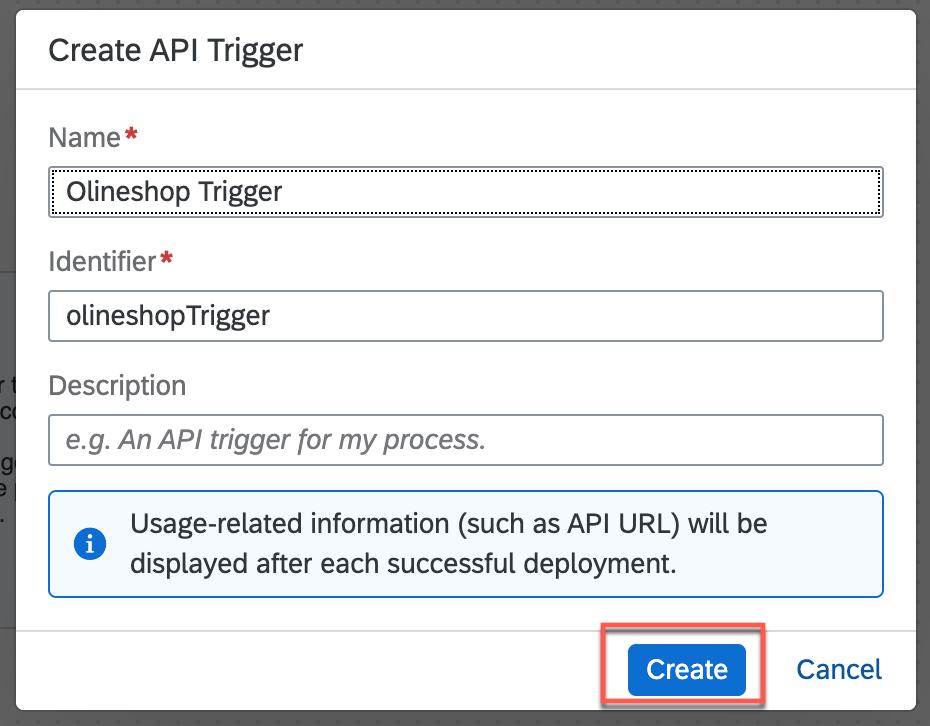 Create API Trigger
Name*
Olineshop Trigger
Identifier*
olineshopTrigger
Description
e.g. An API trigger for my process.
Usage-related information (such as API URL) will be
displayed after each successful deployment.
Create
Cancel